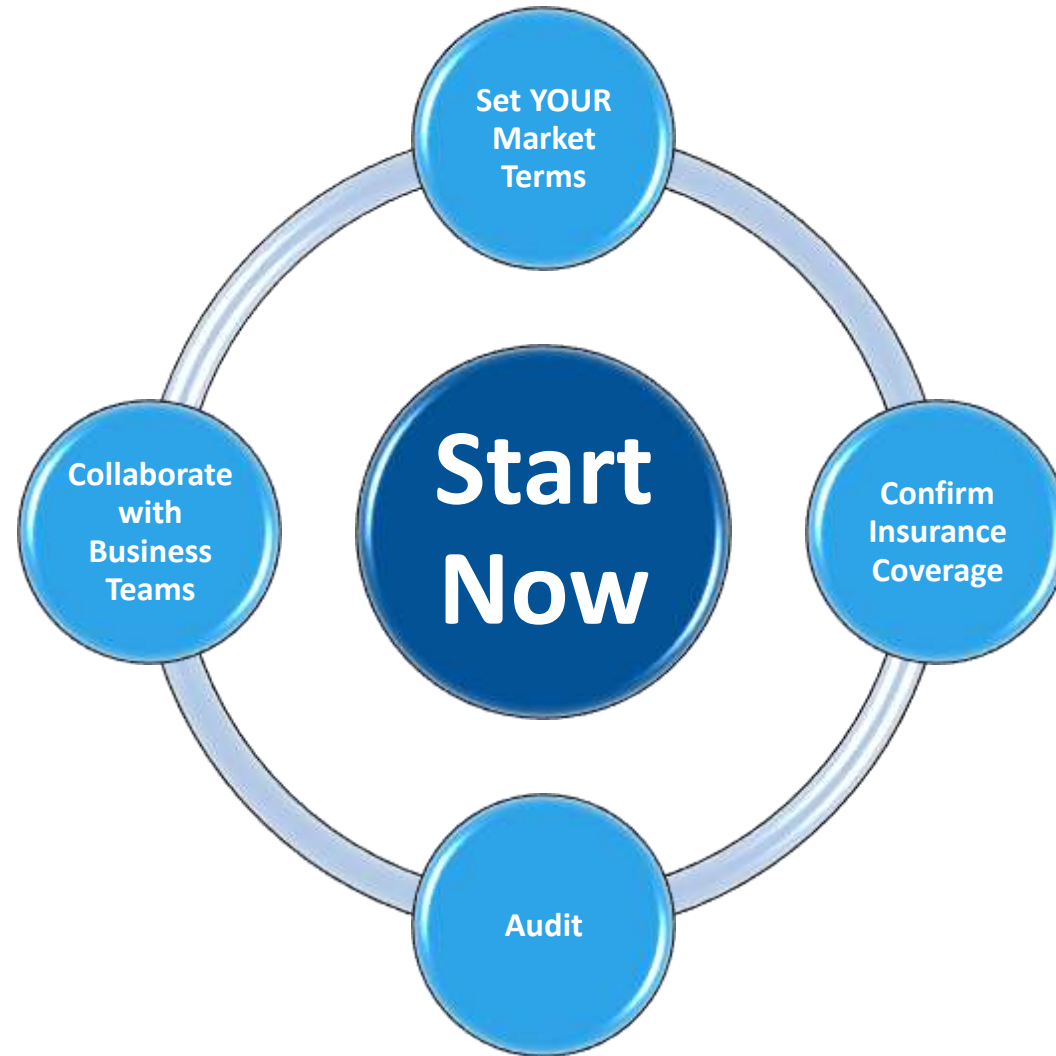 Set YOUR
Market
Terms
Collaborate
with
Business
Teams
Start
Now
Confirm
Insurance
Coverage
Audit